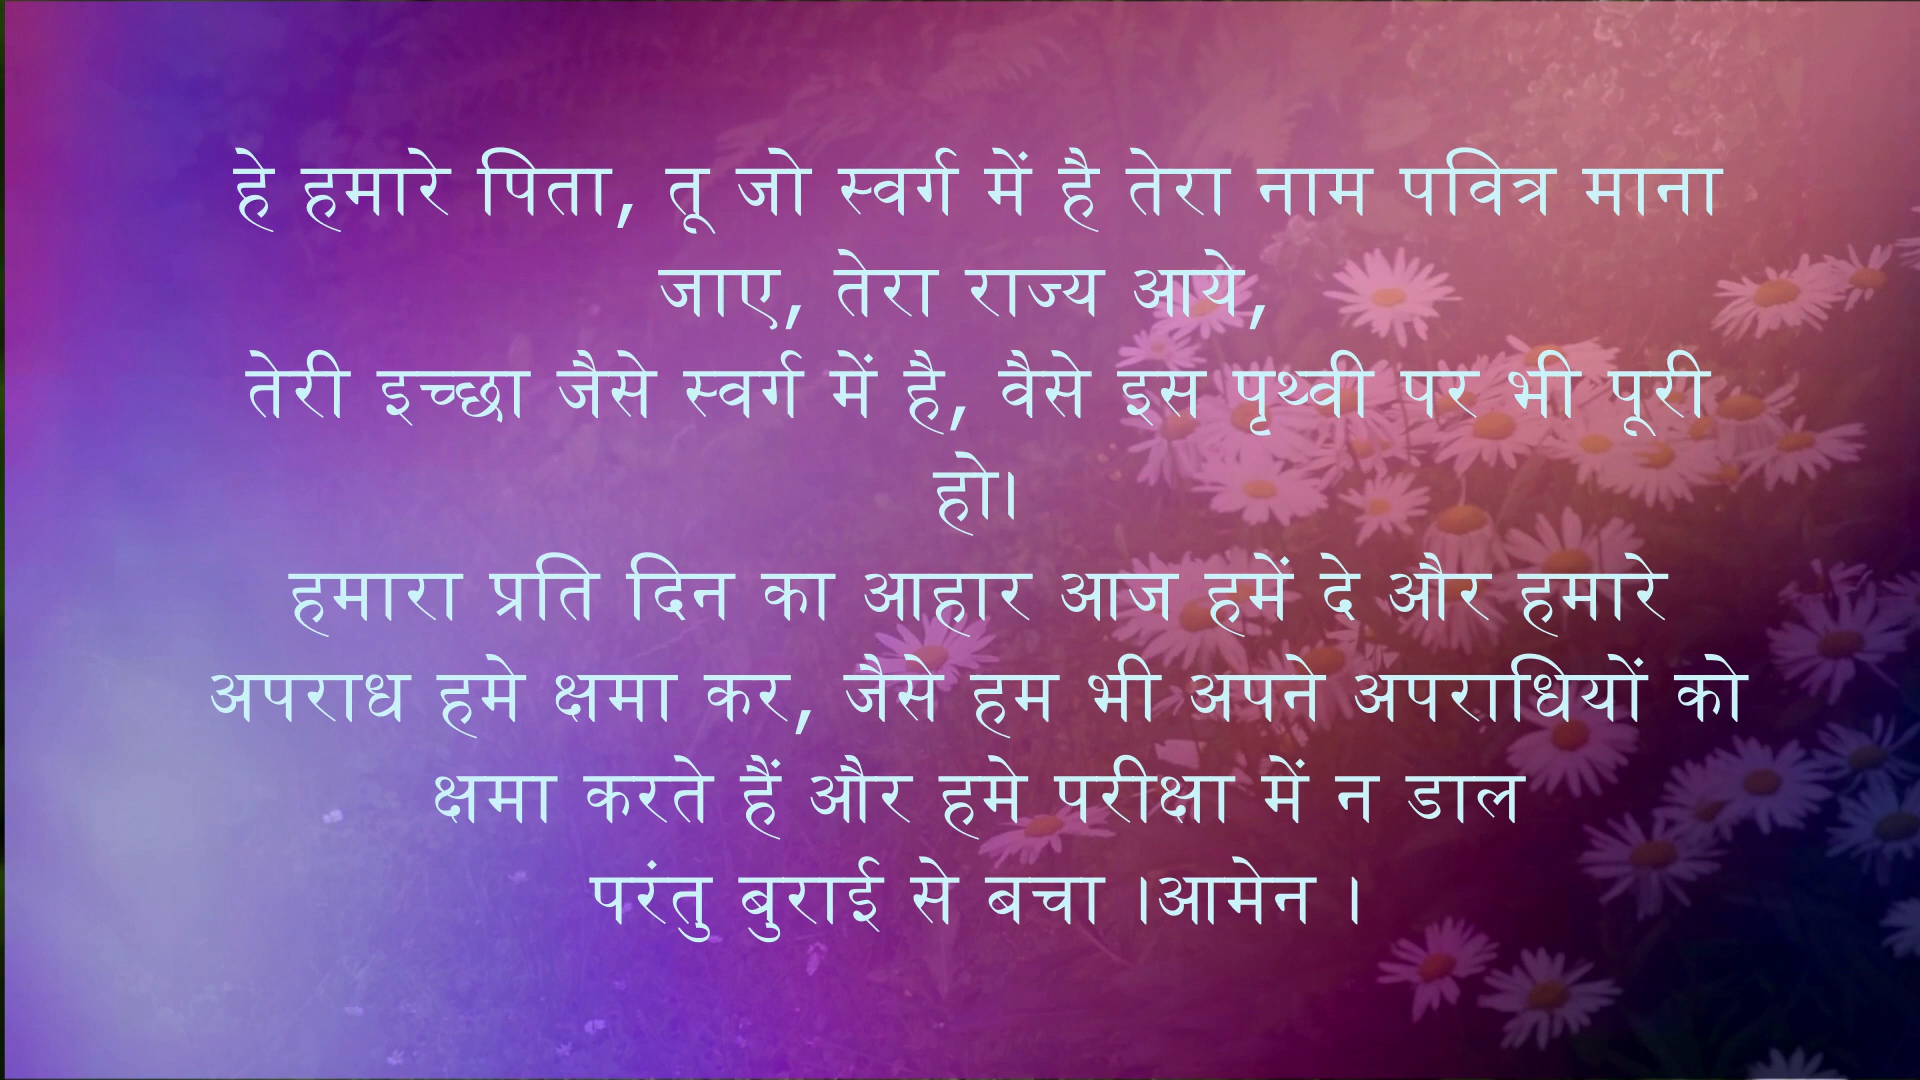 हे हमारे पिता, तू जो स्वर्ग में है तेरा नाम पवित्र माना
जाए, तेरा राज्य आये,
तेरी इच्छा जैसे स्वर्ग में है, वैसे इस पृथ्वी पर भी पूरी
हो।
हमारा प्रति दिन का आहार आज हमें दे और हमारे
अपराध हमे क्षमा कर, जैसे हम भी अपने अपराधियों को
क्षमा करते हैं और हमे परीक्षा में न डाल
परंतु बुराई से बचा ।आमेन ।